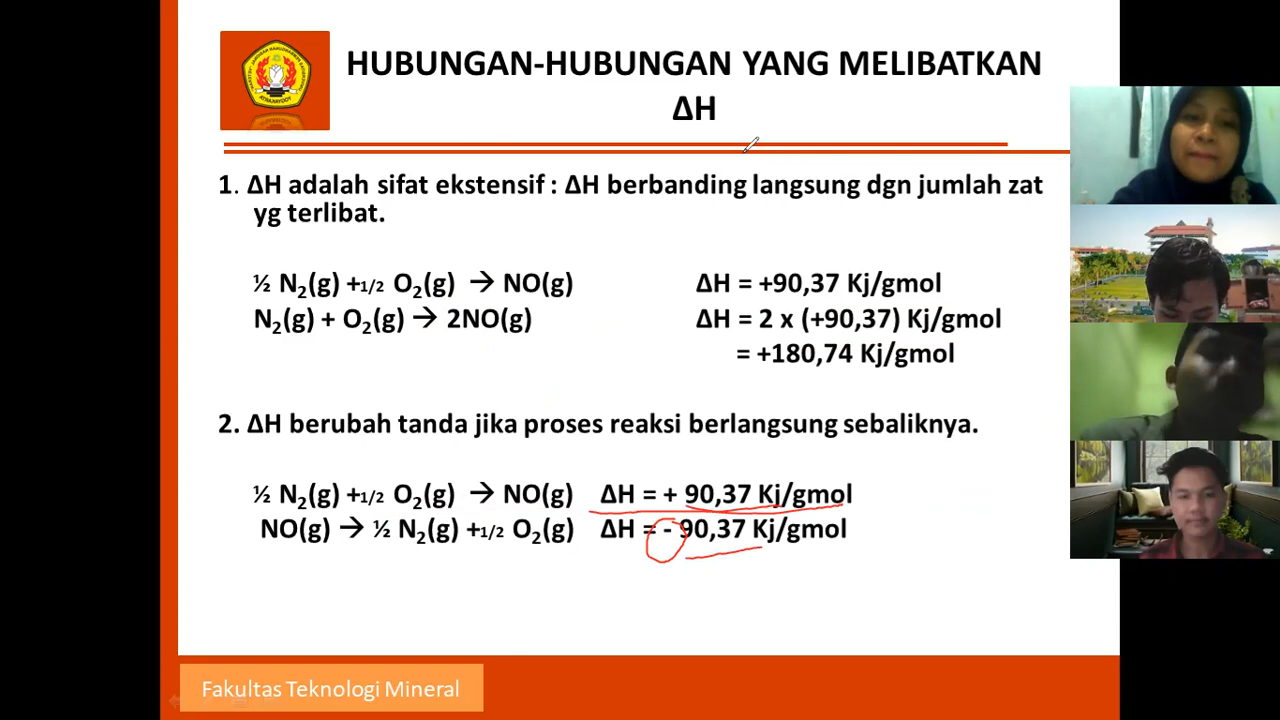 HUBUNGAN-HUBUNGAN YANG MELIBATKAN
ΔH
1. ΔH adalah sifat ekstensif : ΔH berbanding langsung dgn jumlah zat
yg terlibat.
½ N₂(g) +1/2 O₂(g) → NO(g) ΔH = +90,37 Kj/gmol
N₂(g) + O₂(g) → 2NO(g) ΔH = 2 x (+90,37) Kj/gmol
= +180,74 Kj/gmol
2. ΔH berubah tanda jika proses reaksi berlangsung sebaliknya.
½ N₂(g) +1/2 O₂(g) → NO(g) ΔH = + 90,37 Kj/gmol
NO(g) → ½ N₂(g) +1/2 O₂(g) ΔH = - 90,37 Kj/gmol
Fakultas Teknologi Mineral